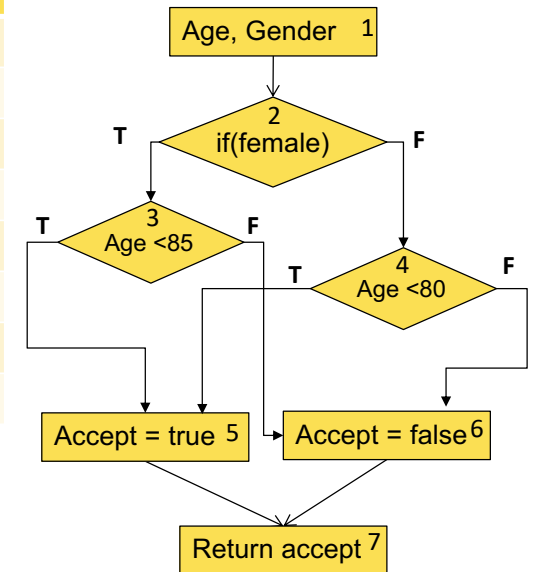 Age, Gender 1
2
if(female)
T
F
3
Age <85
T
F
4
Age <80
T
F
Accept = true 5
Accept = false 6
Return accept 7